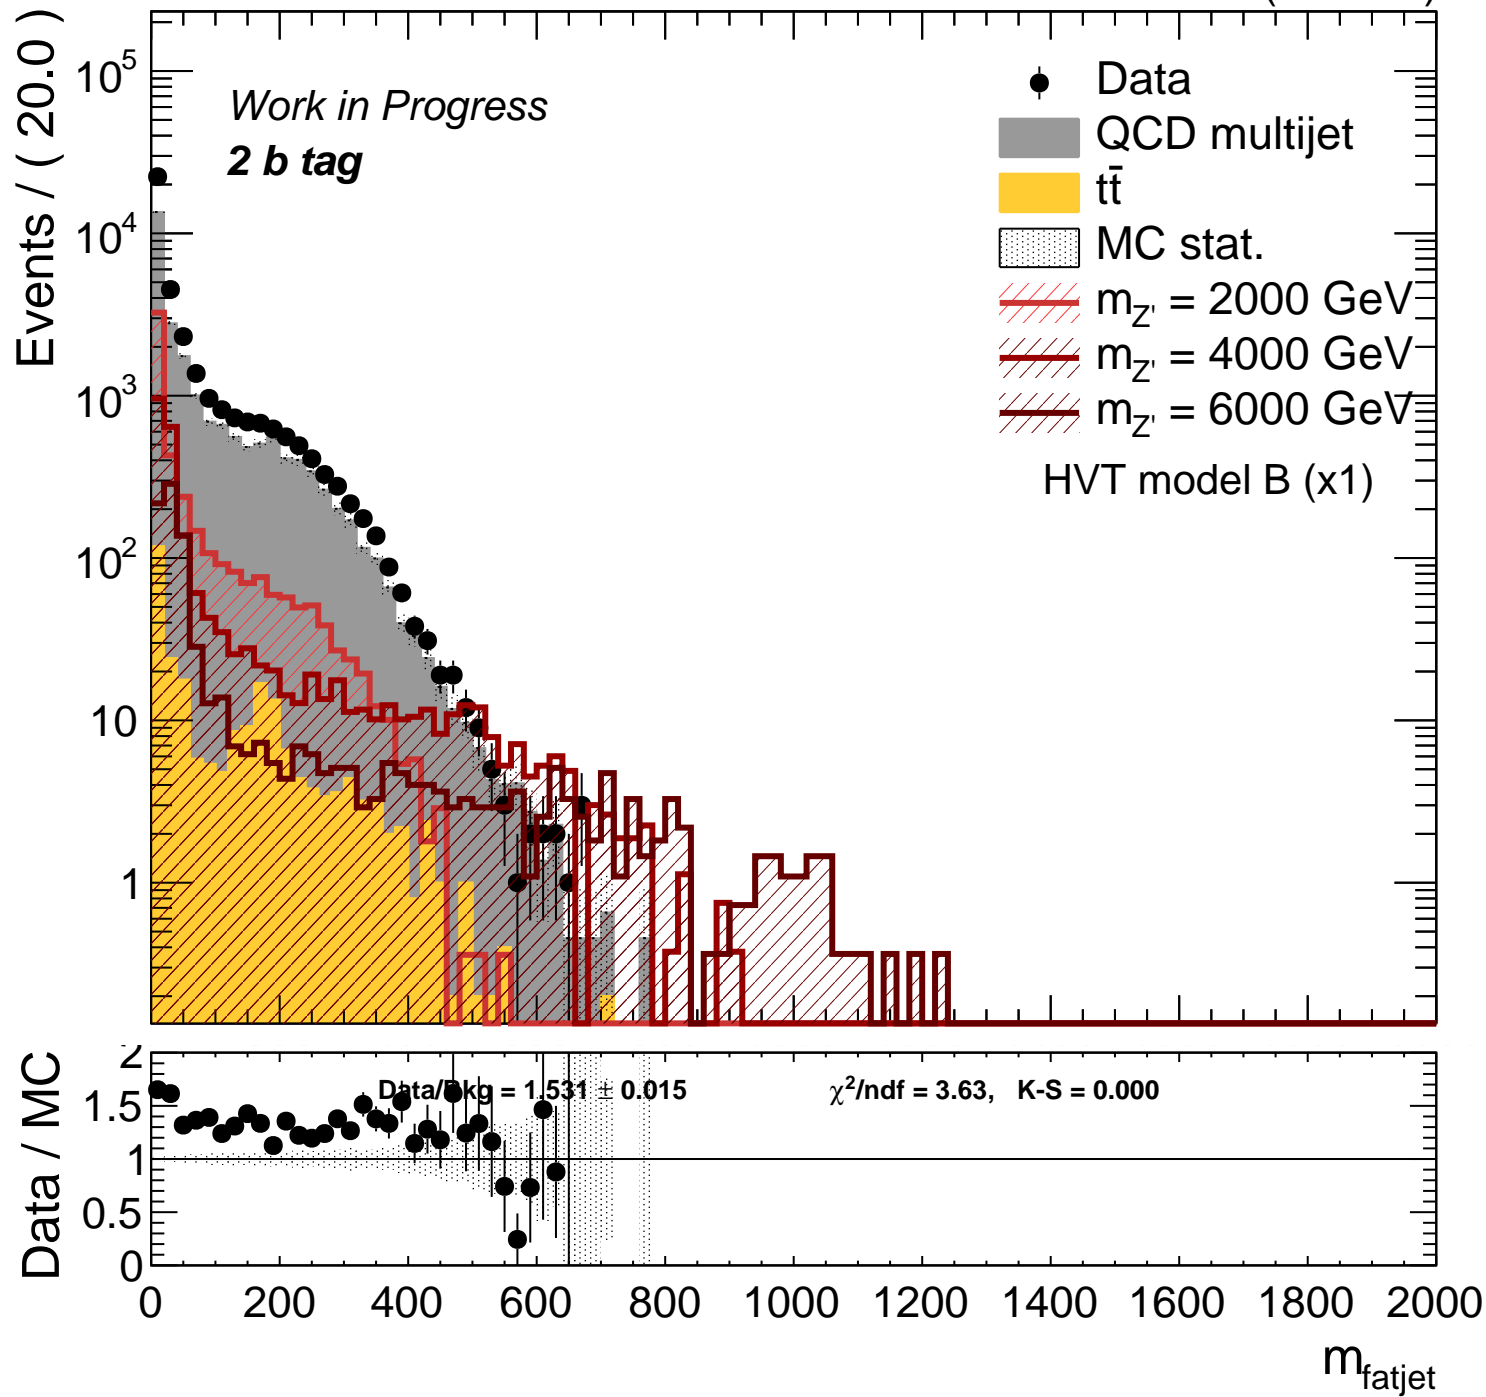 Events / ( 20.0 )
10^5
10^4
10^3
10^2
10
1
Work in Progress
2 b tag
Data
QCD multijet
tt̄
MC stat.
m_Z' = 2000 GeV
m_Z' = 4000 GeV
m_Z' = 6000 GeV
HVT model B (x1)
Data / MC
2
1.5
1
0.5
0
Data/Bkg = 1.531 ± 0.015
χ²/ndf = 3.63, K-S = 0.000
0 200 400 600 800 1000 1200 1400 1600 1800 2000
m_fatjet